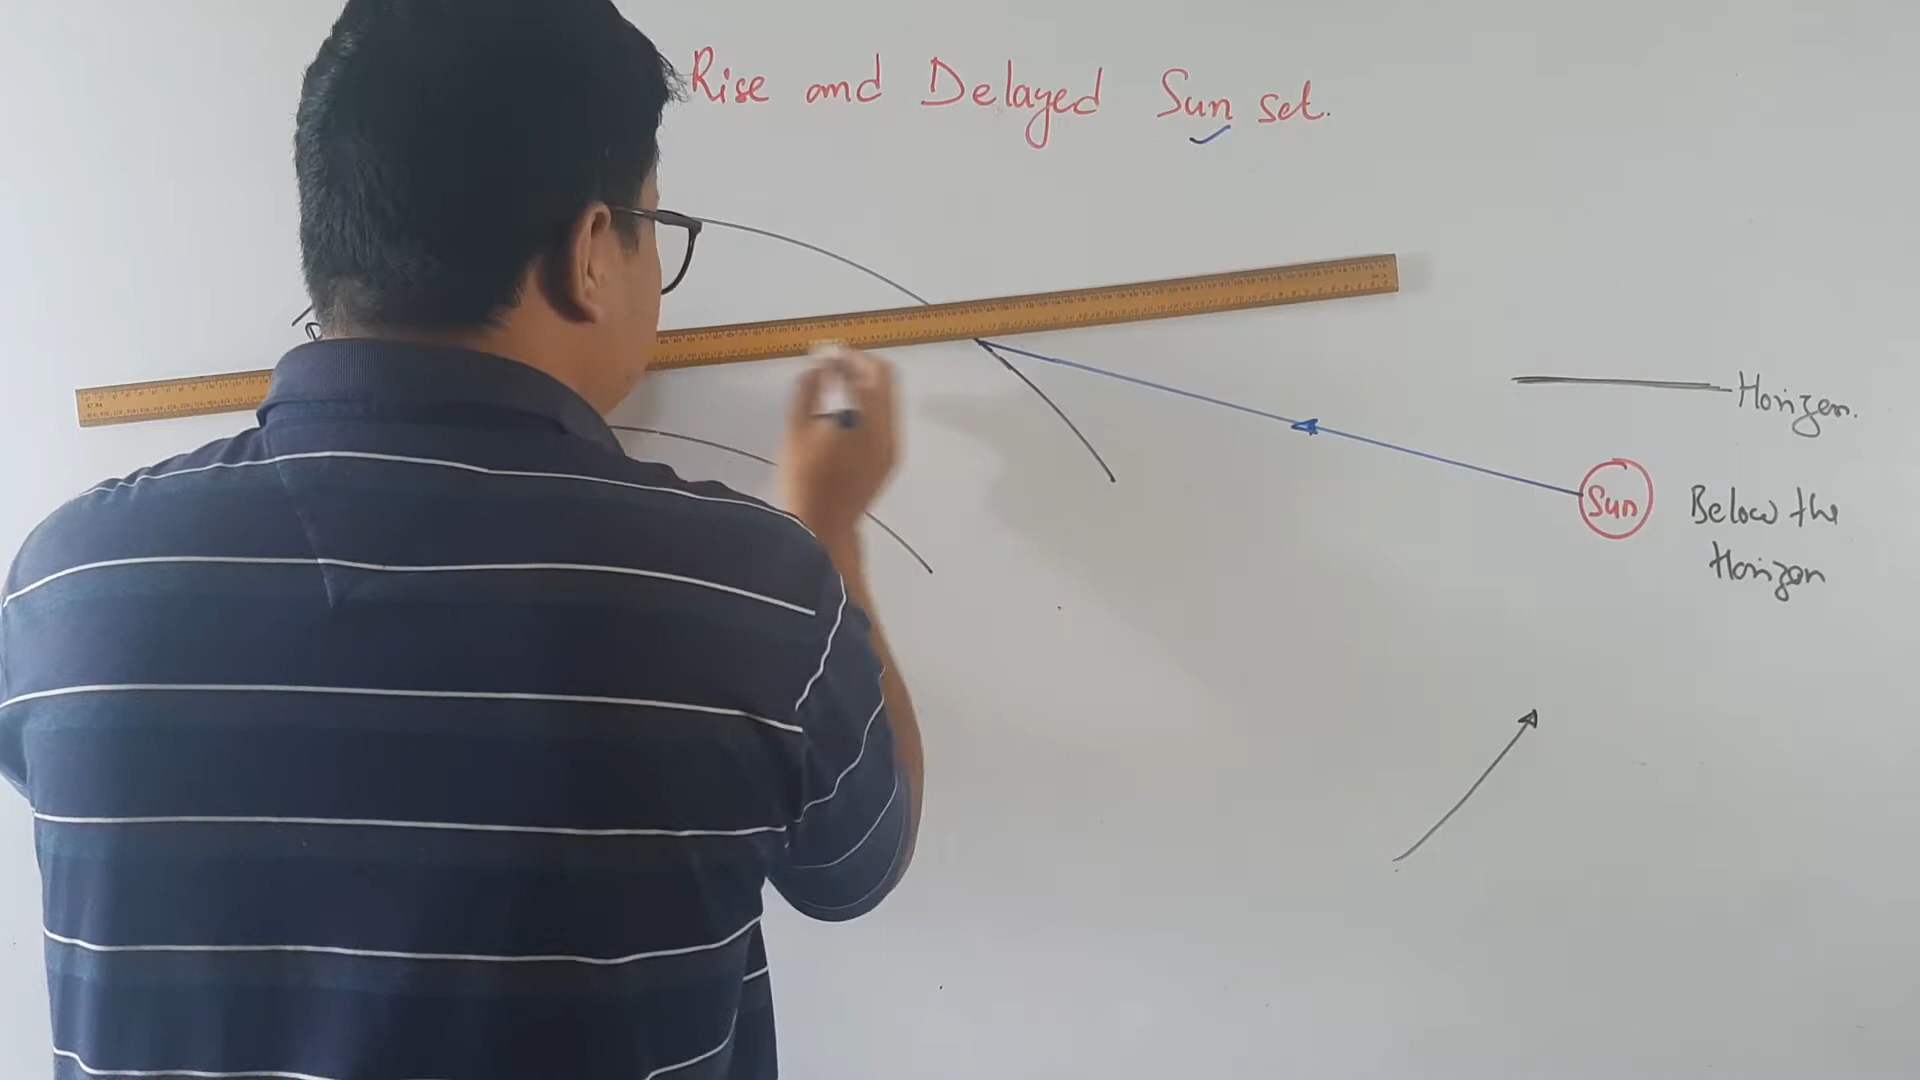 Rise and Delayed Sun set.
Horizon.
Sun
Below the
Horizon